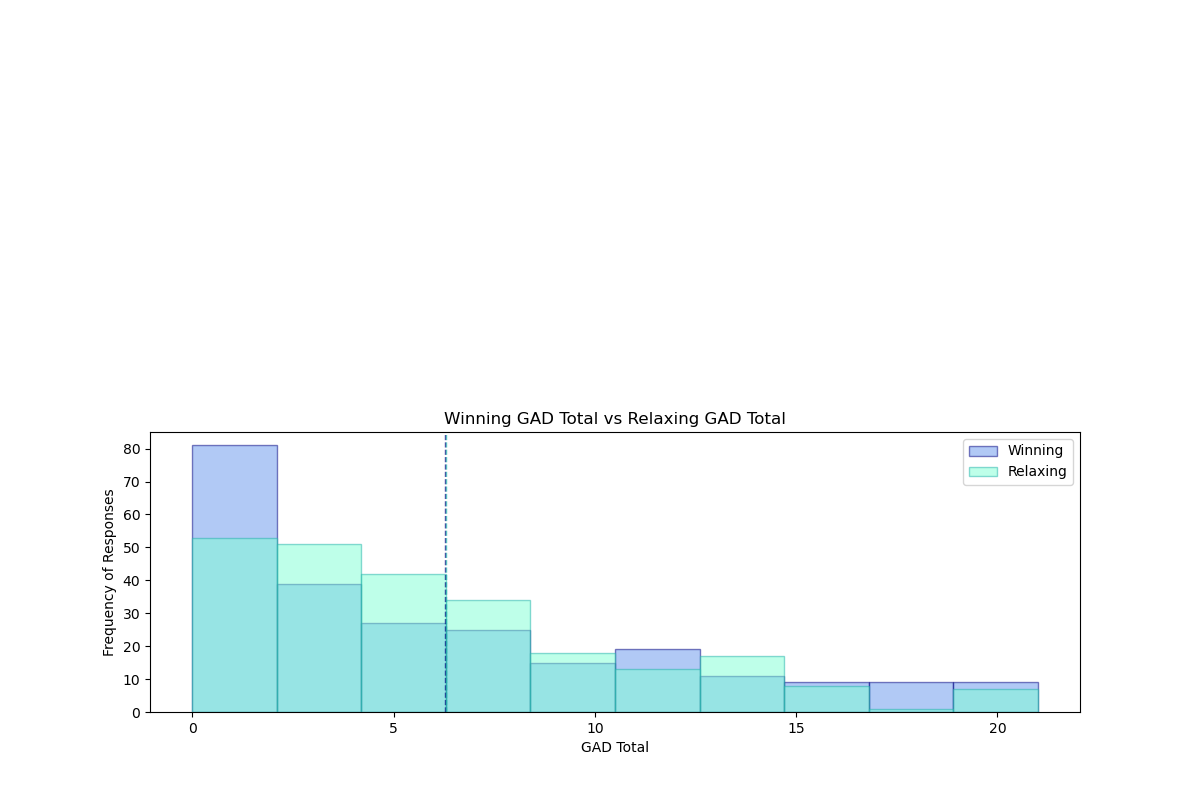 Winning GAD Total vs Relaxing GAD Total
Winning
Relaxing
Frequency of Responses
80
70
60
50
40
30
20
10
0
0 5 10 15 20
GAD Total